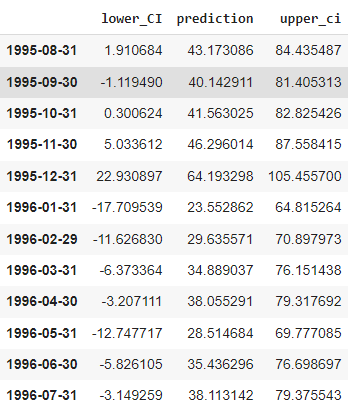 lower_CI prediction upper_ci
1995-08-31 1.910684 43.173086 84.435487
1995-09-30 -1.119490 40.142911 81.405313
1995-10-31 0.300624 41.563025 82.825426
1995-11-30 5.033612 46.296014 87.558415
1995-12-31 22.930897 64.193298 105.455700
1996-01-31 -17.709539 23.552862 64.815264
1996-02-29 -11.626830 29.635571 70.897973
1996-03-31 -6.373364 34.889037 76.151438
1996-04-30 -3.207111 38.055291 79.317692
1996-05-31 -12.747717 28.514684 69.777085
1996-06-30 -5.826105 35.436296 76.698697
1996-07-31 -3.149259 38.113142 79.375543